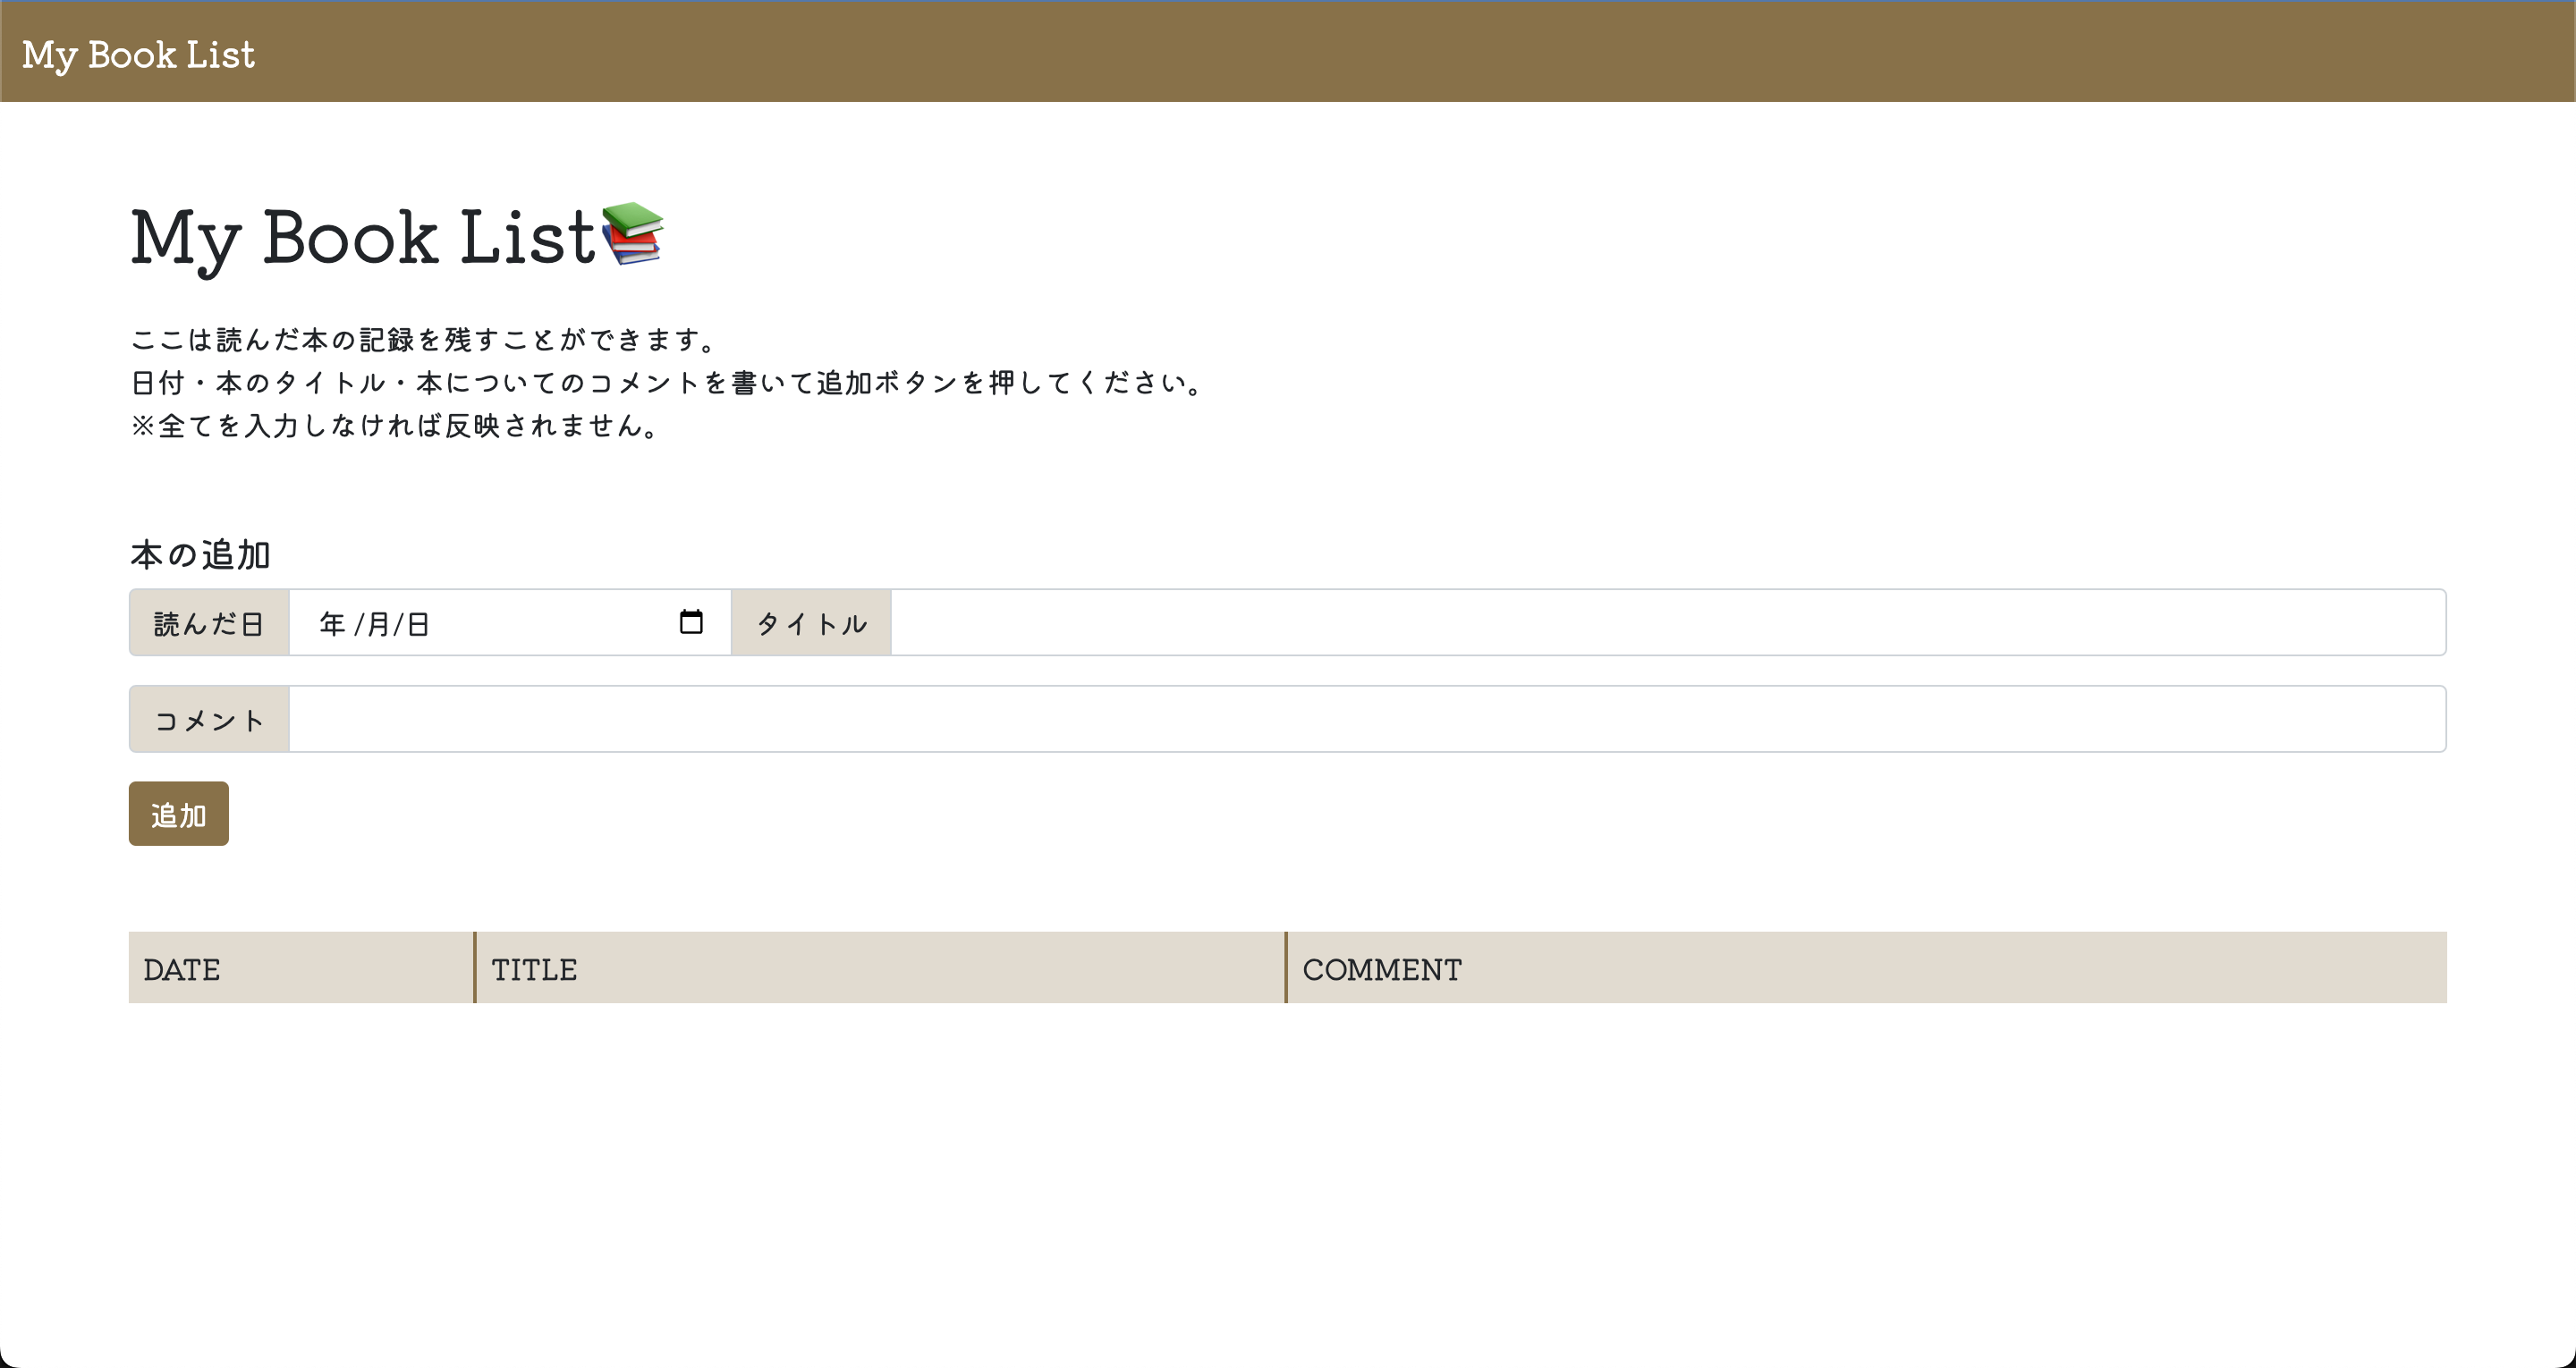 My Book List
My Book List📚
ここは読んだ本の記録を残すことができます。
日付・本のタイトル・本についてのコメントを書いて追加ボタンを押してください。
※全てを入力しなければ反映されません。
本の追加
読んだ日 年 /月/日 タイトル
コメント
追加
DATE TITLE COMMENT